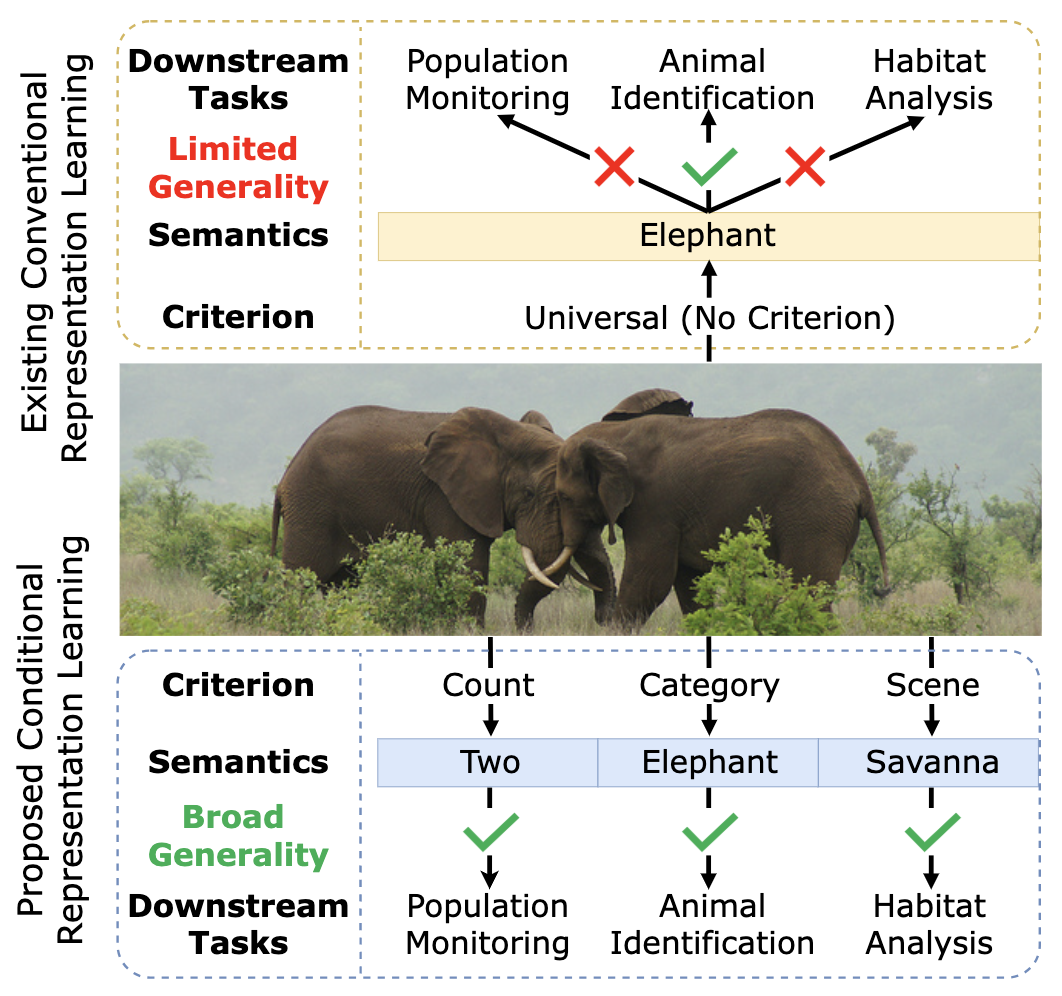 Existing Conventional
Representation Learning
Downstream
Tasks
Population
Monitoring
Animal
Identification
Habitat
Analysis
Limited
Generality
Semantics
Elephant
Criterion
Universal (No Criterion)
Proposed Conditional
Representation Learning
Criterion
Count
Category
Scene
Semantics
Two
Elephant
Savanna
Broad
Generality
Downstream
Tasks
Population
Monitoring
Animal
Identification
Habitat
Analysis